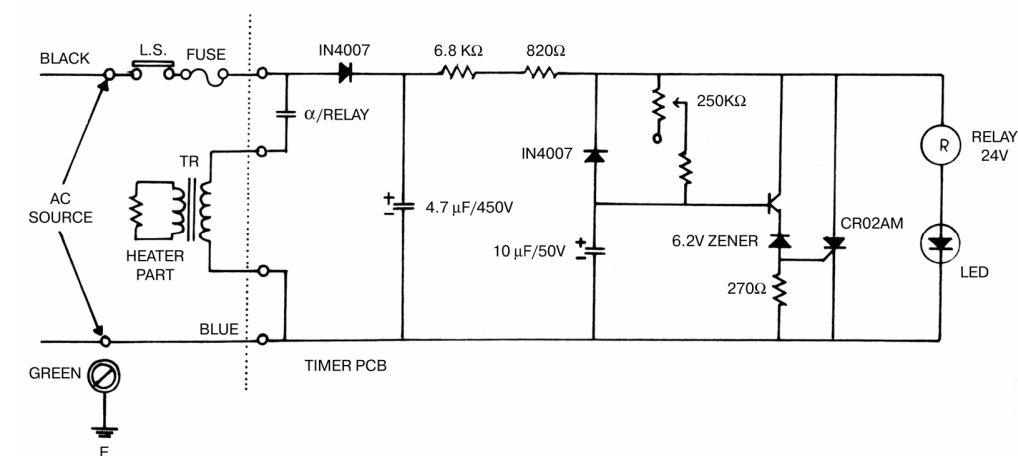 BLACK
L.S.
FUSE
IN4007
6.8 KΩ
820Ω
α/RELAY
250KΩ
RELAY
24V
R
IN4007
TR
AC
SOURCE
+
−
4.7 μF/450V
HEATER
PART
+
−
10 μF/50V
6.2V ZENER
CR02AM
LED
270Ω
BLUE
TIMER PCB
GREEN
E